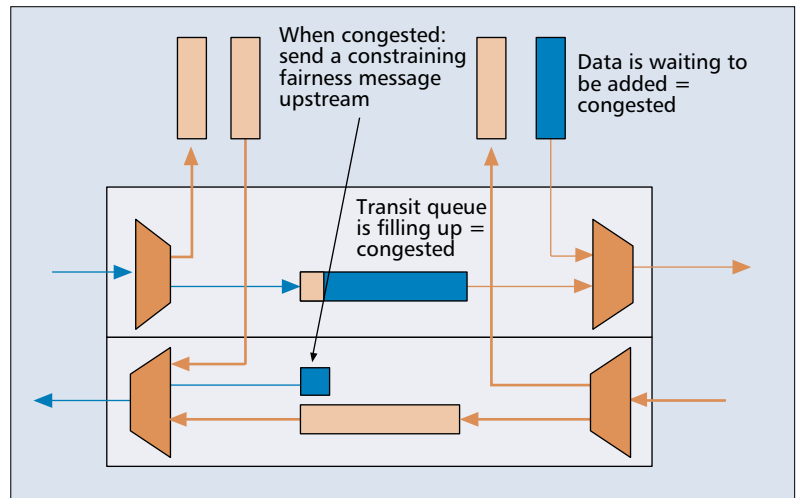 When congested:
send a constraining
fairness message
upstream
Data is waiting to
be added =
congested
Transit queue
is filling up =
congested